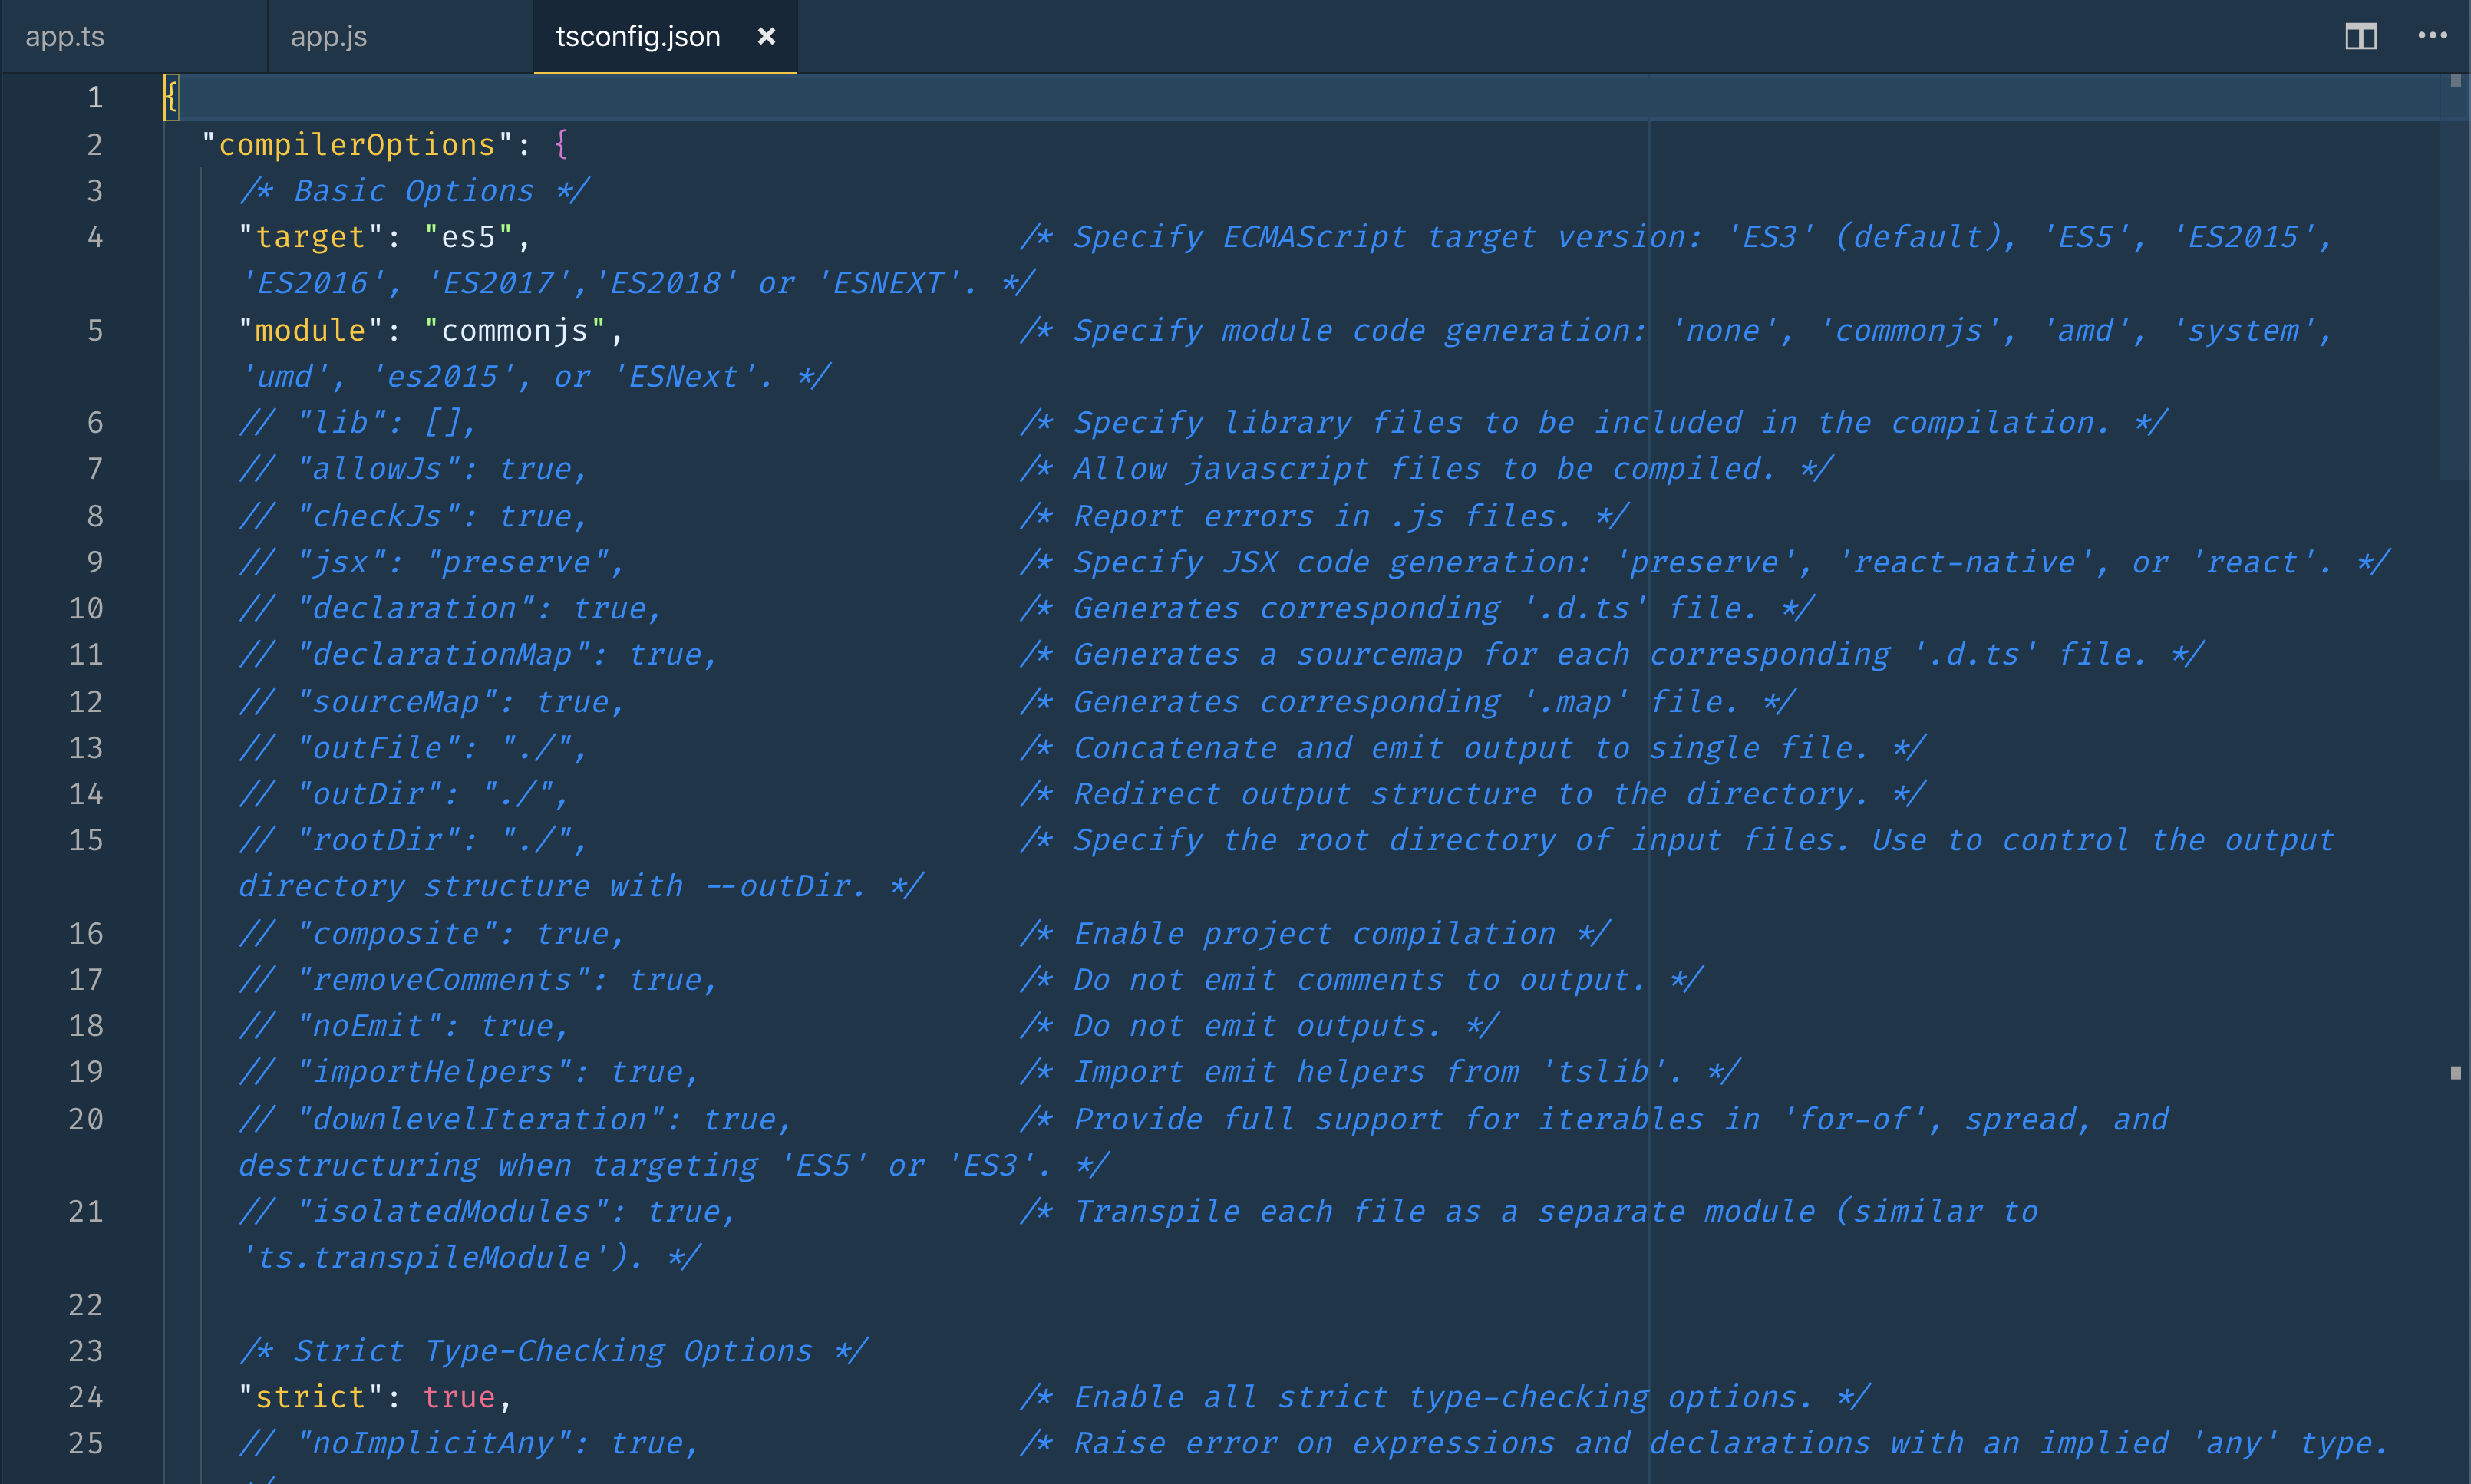 app.ts app.js tsconfig.json ×
1 {
2 "compilerOptions": {
3 /* Basic Options */
4 "target": "es5", /* Specify ECMAScript target version: 'ES3' (default), 'ES5', 'ES2015',
'ES2016', 'ES2017','ES2018' or 'ESNEXT'. */
5 "module": "commonjs", /* Specify module code generation: 'none', 'commonjs', 'amd', 'system',
'umd', 'es2015', or 'ESNext'. */
6 // "lib": [], /* Specify library files to be included in the compilation. */
7 // "allowJs": true, /* Allow javascript files to be compiled. */
8 // "checkJs": true, /* Report errors in .js files. */
9 // "jsx": "preserve", /* Specify JSX code generation: 'preserve', 'react-native', or 'react'. */
10 // "declaration": true, /* Generates corresponding '.d.ts' file. */
11 // "declarationMap": true, /* Generates a sourcemap for each corresponding '.d.ts' file. */
12 // "sourceMap": true, /* Generates corresponding '.map' file. */
13 // "outFile": "./", /* Concatenate and emit output to single file. */
14 // "outDir": "./", /* Redirect output structure to the directory. */
15 // "rootDir": "./", /* Specify the root directory of input files. Use to control the output
directory structure with --outDir. */
16 // "composite": true, /* Enable project compilation */
17 // "removeComments": true, /* Do not emit comments to output. */
18 // "noEmit": true, /* Do not emit outputs. */
19 // "importHelpers": true, /* Import emit helpers from 'tslib'. */
20 // "downlevelIteration": true, /* Provide full support for iterables in 'for-of', spread, and
destructuring when targeting 'ES5' or 'ES3'. */
21 // "isolatedModules": true, /* Transpile each file as a separate module (similar to
'ts.transpileModule'). */
22
23 /* Strict Type-Checking Options */
24 "strict": true, /* Enable all strict type-checking options. */
25 // "noImplicitAny": true, /* Raise error on expressions and declarations with an implied 'any' type.
*/